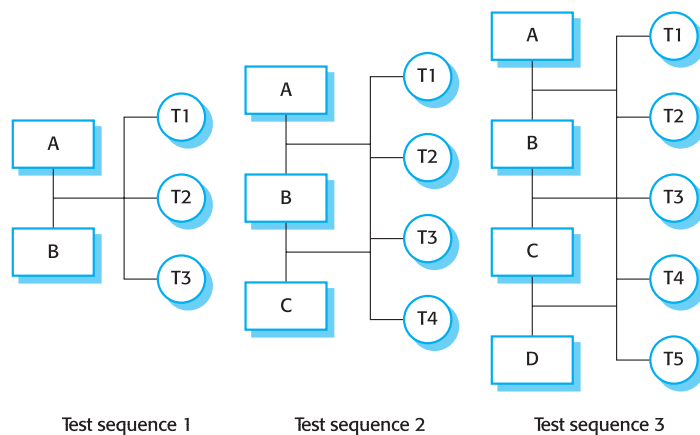 A
B
T1
T2
T3
Test sequence 1
A
B
C
T1
T2
T3
T4
Test sequence 2
A
B
C
D
T1
T2
T3
T4
T5
Test sequence 3